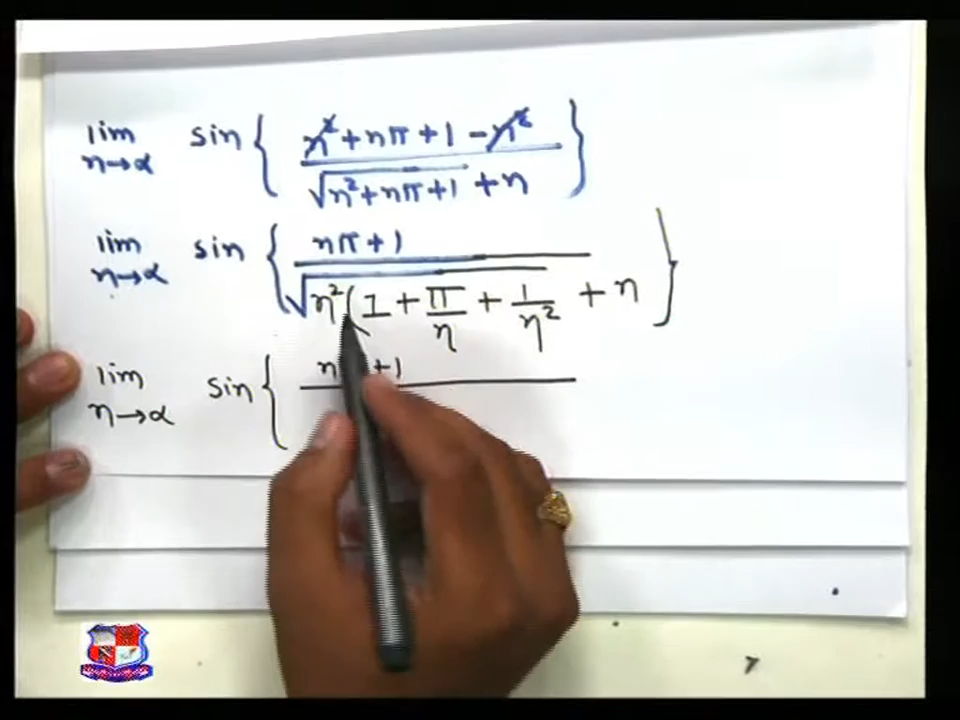 lim n→α sin { n² + nπ + 1 - n² / √n² + nπ + 1 + n }
lim n→α sin { nπ + 1 / √n² ( 1 + π/n + 1/n² + n }
lim n→α sin { n + 1